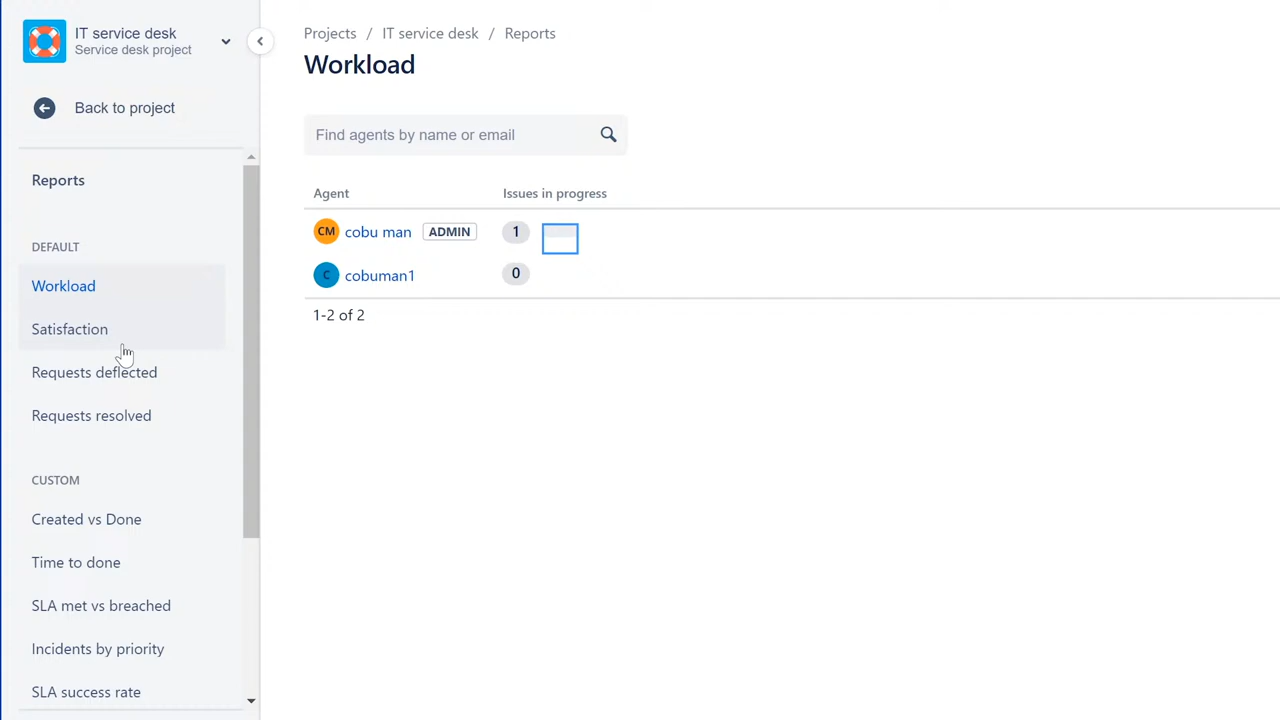 IT service desk
Service desk project
Back to project
Reports
DEFAULT
Workload
Satisfaction
Requests deflected
Requests resolved
CUSTOM
Created vs Done
Time to done
SLA met vs breached
Incidents by priority
SLA success rate
Projects / IT service desk / Reports
Workload
Find agents by name or email
Agent Issues in progress
CM cobu man ADMIN 1
C cobuman1 0
1-2 of 2